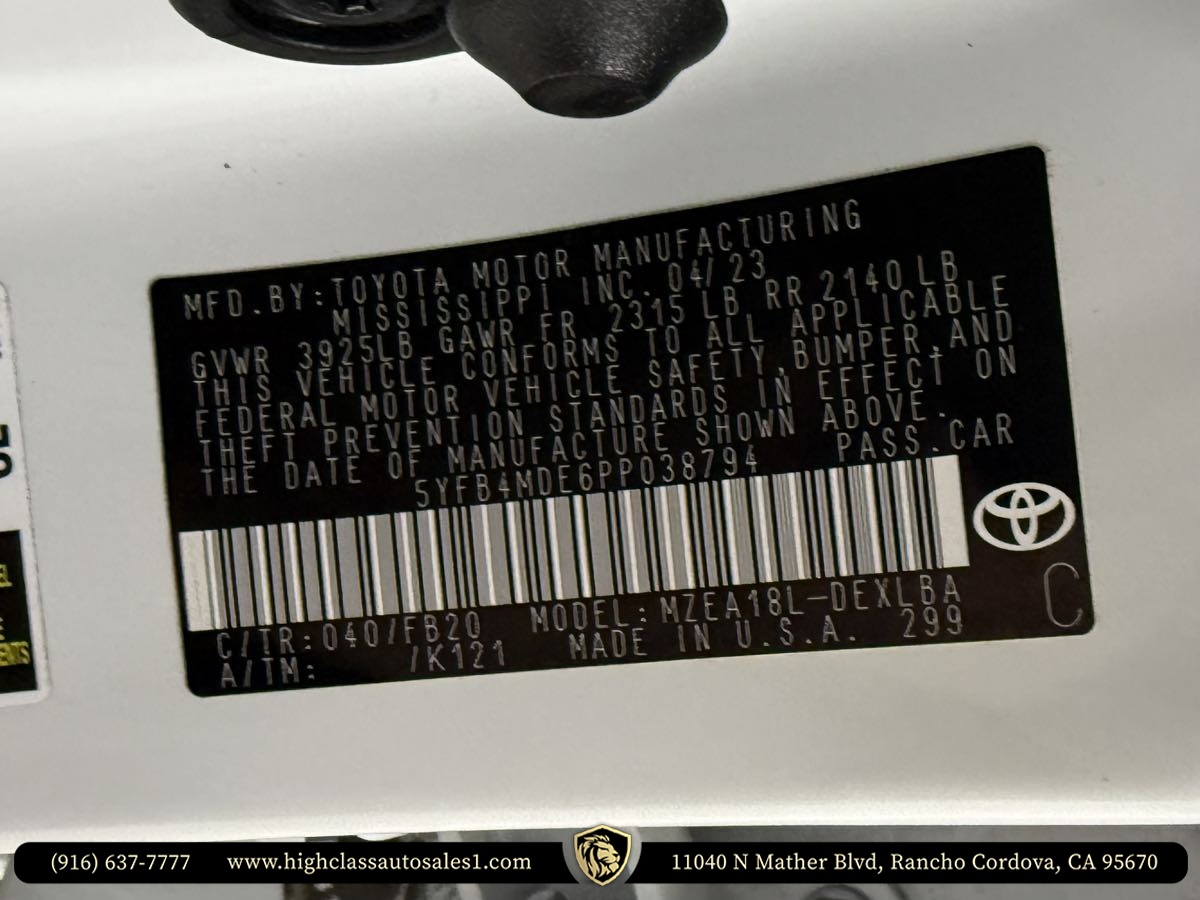 MFD. BY:TOYOTA MOTOR MANUFACTURING
MISSISSIPPI INC. 04/23
GVWR 3925LB GAWR FR 2315 LB RR 2140 LB
THIS VEHICLE CONFORMS TO ALL APPLICABLE
FEDERAL MOTOR VEHICLE SAFETY,BUMPER,AND
THEFT PREVENTION STANDARDS IN EFFECT ON
THE DATE OF MANUFACTURE SHOWN ABOVE.
5YFB4MDE6PP038794 PASS.CAR
C/TR:040/FB20 MODEL:MZEA18L-DEXLBA
A/TM: /K121 MADE IN U.S.A. 299
C
(916) 637-7777 www.highclassautosales1.com 11040 N Mather Blvd, Rancho Cordova, CA 95670